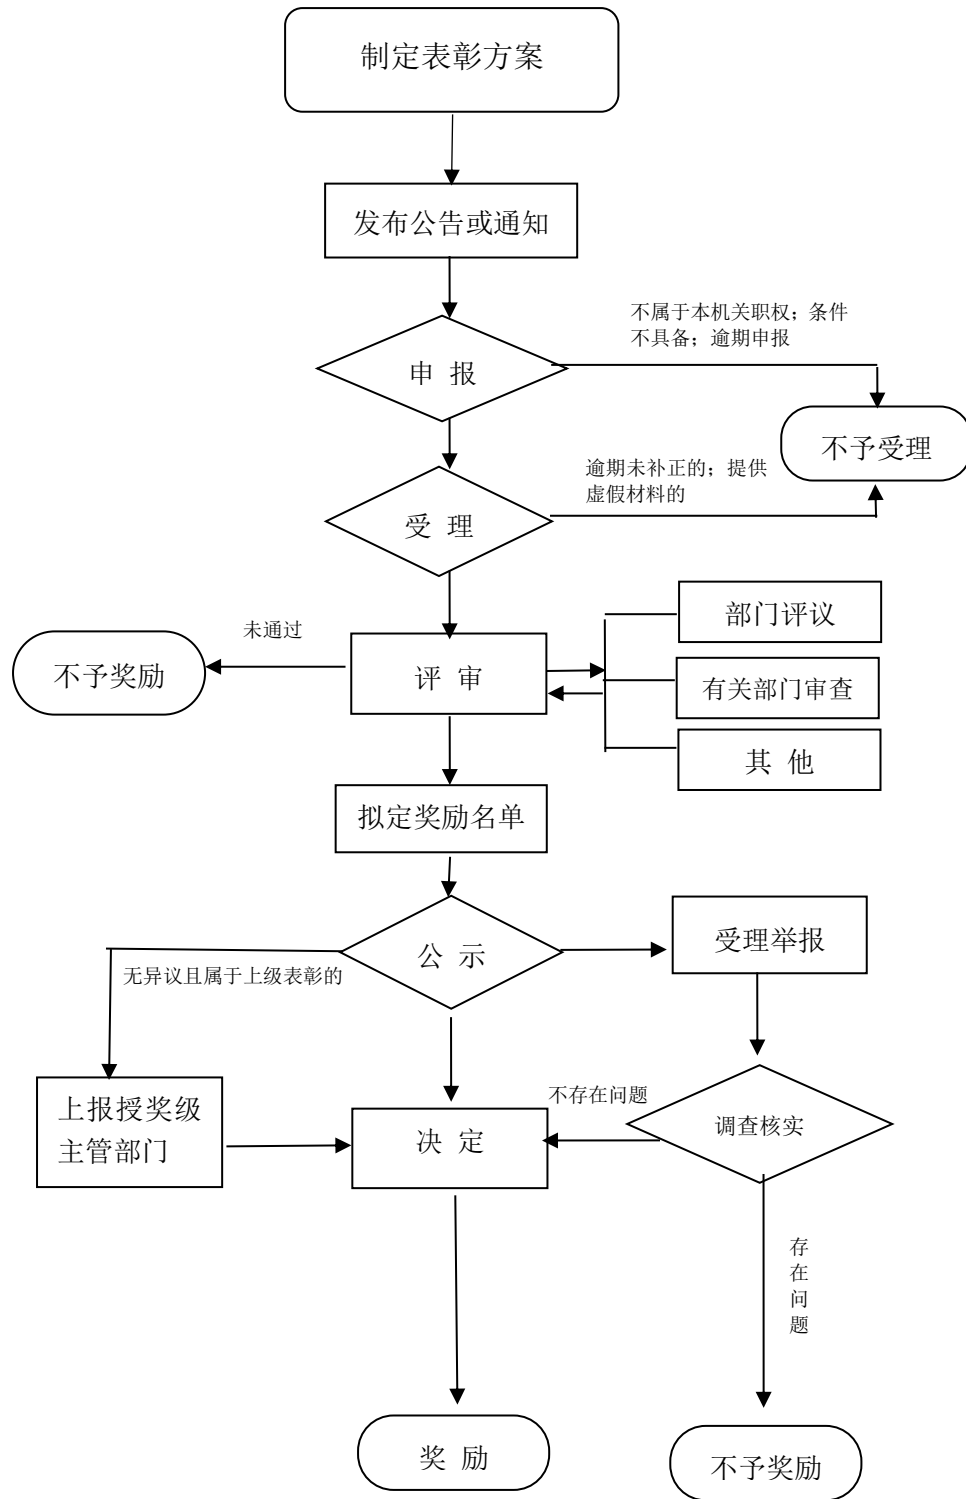 制定表彰方案
发布公告或通知
不属于本机关职权；条件
不具备；逾期申报
申 报
不予受理
逾期未补正的；提供
虚假材料的
受 理
部门评议
未通过
不予奖励
评 审
有关部门审查
其 他
拟定奖励名单
公 示
受理举报
无异议且属于上级表彰的
上报授奖级
主管部门
不存在问题
决 定
调查核实
存
在
问
题
奖 励
不予奖励